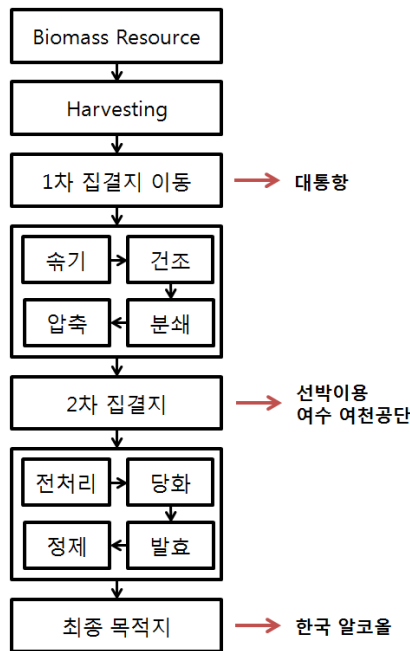 Biomass Resource
Harvesting
1차 집결지 이동
대통항
솎기
건조
압축
분쇄
2차 집결지
선박이용
여수 여천공단
전처리
당화
정제
발효
최종 목적지
한국 알코올